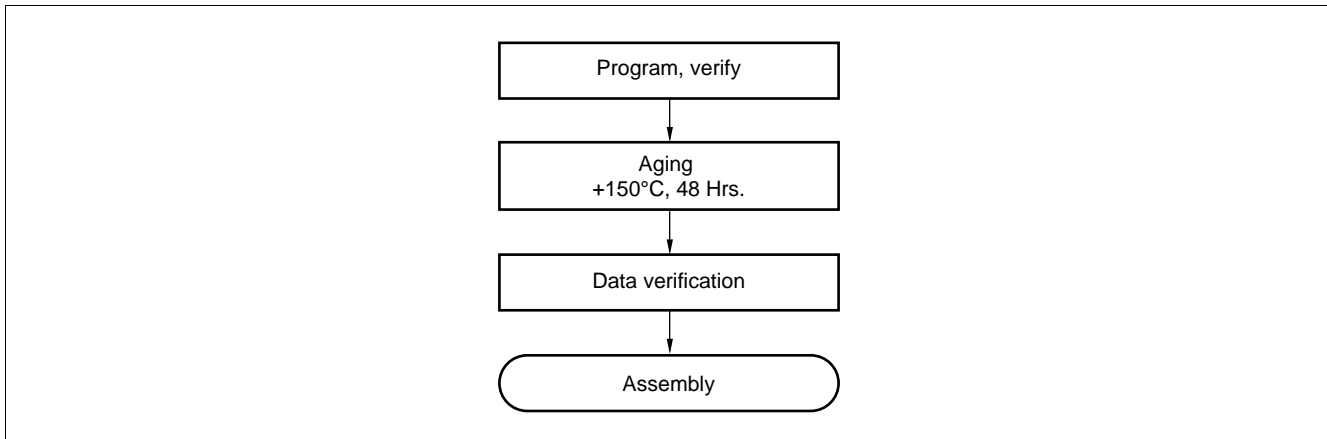 Program, verify
Aging
+150°C, 48 Hrs.
Data verification
Assembly